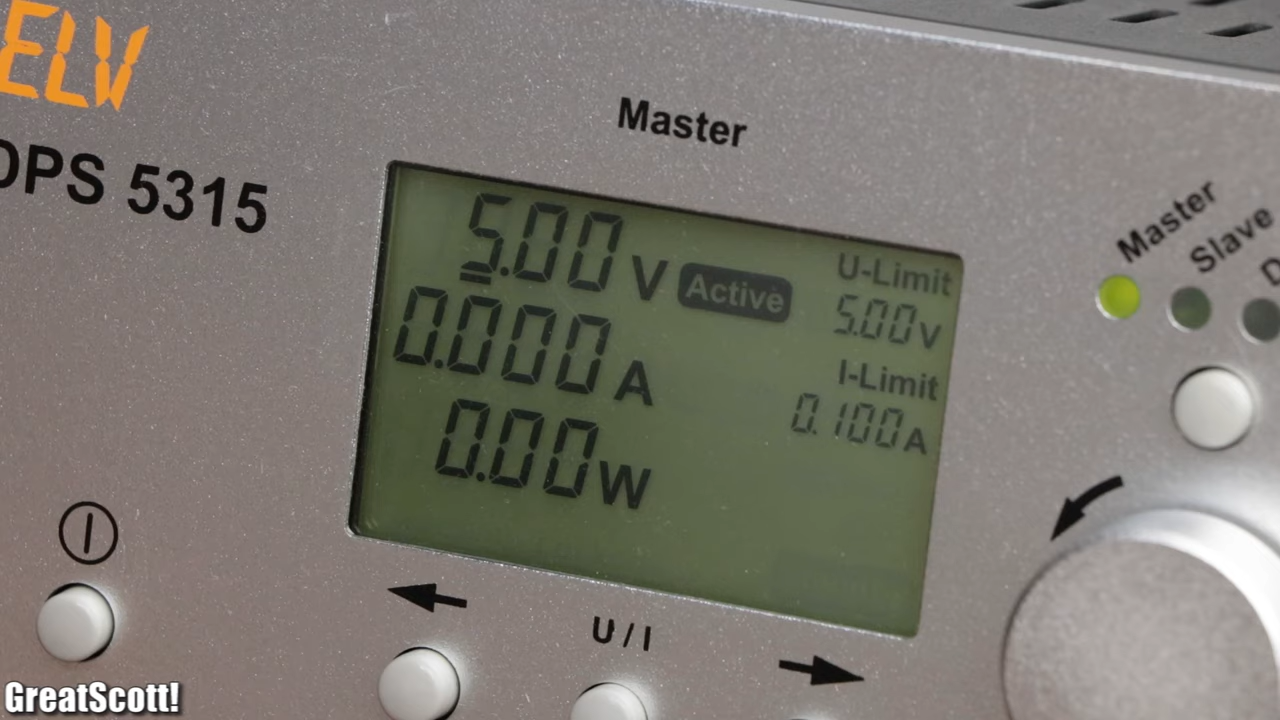 ELV
DPS 5315
Master
5.00 V Active
0.000 A
0.00 W
U-Limit
5.00 V
I-Limit
0.100 A
Master
Slave
U / I
GreatScott!